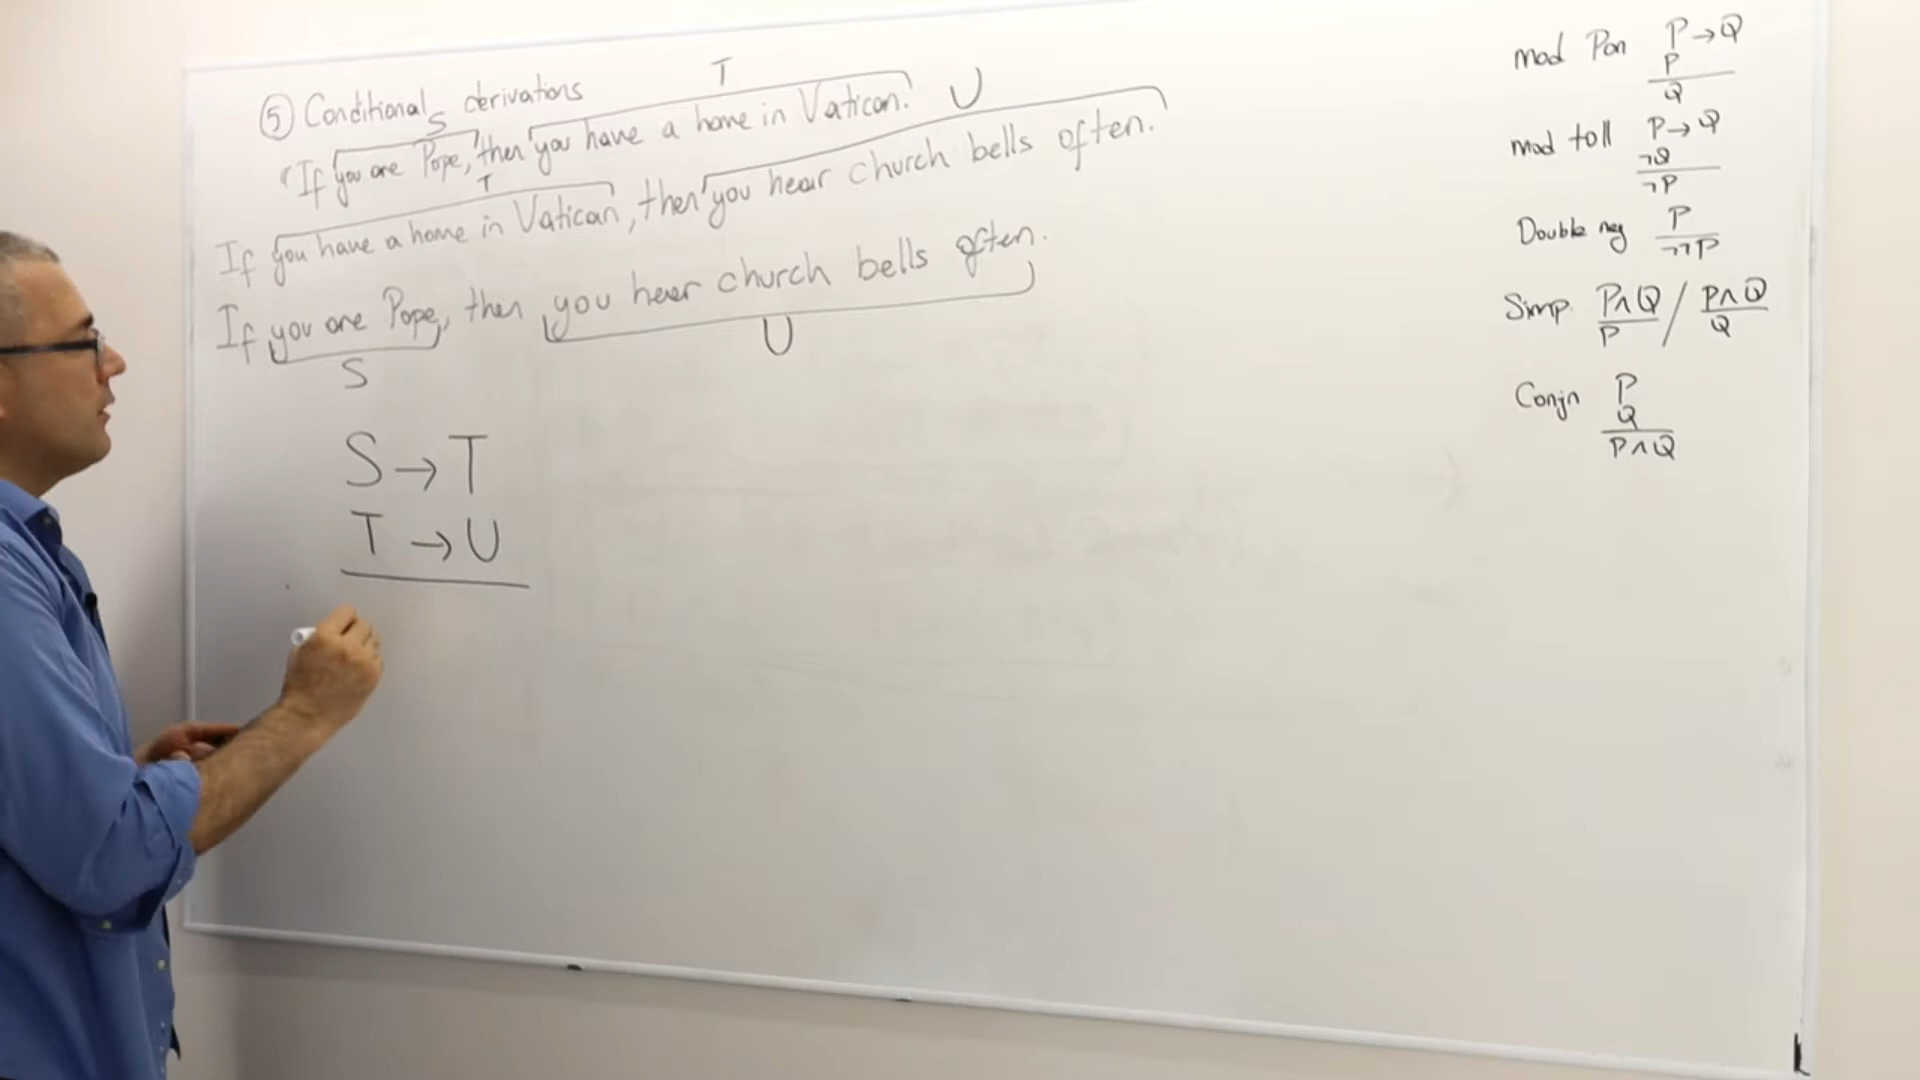 ⑤ Conditional derivations
S T
"If you are Pope, then you have a home in Vatican.
T U
If you have a home in Vatican, then you hear church bells often.
If you are Pope, then you hear church bells often.
S U
S → T
T → U
mod Pon P → Q
P
Q
mod toll P → Q
¬Q
¬P
Double neg P
¬¬P
Simp. P∧Q / P∧Q
P Q
Conjn P
Q
P∧Q